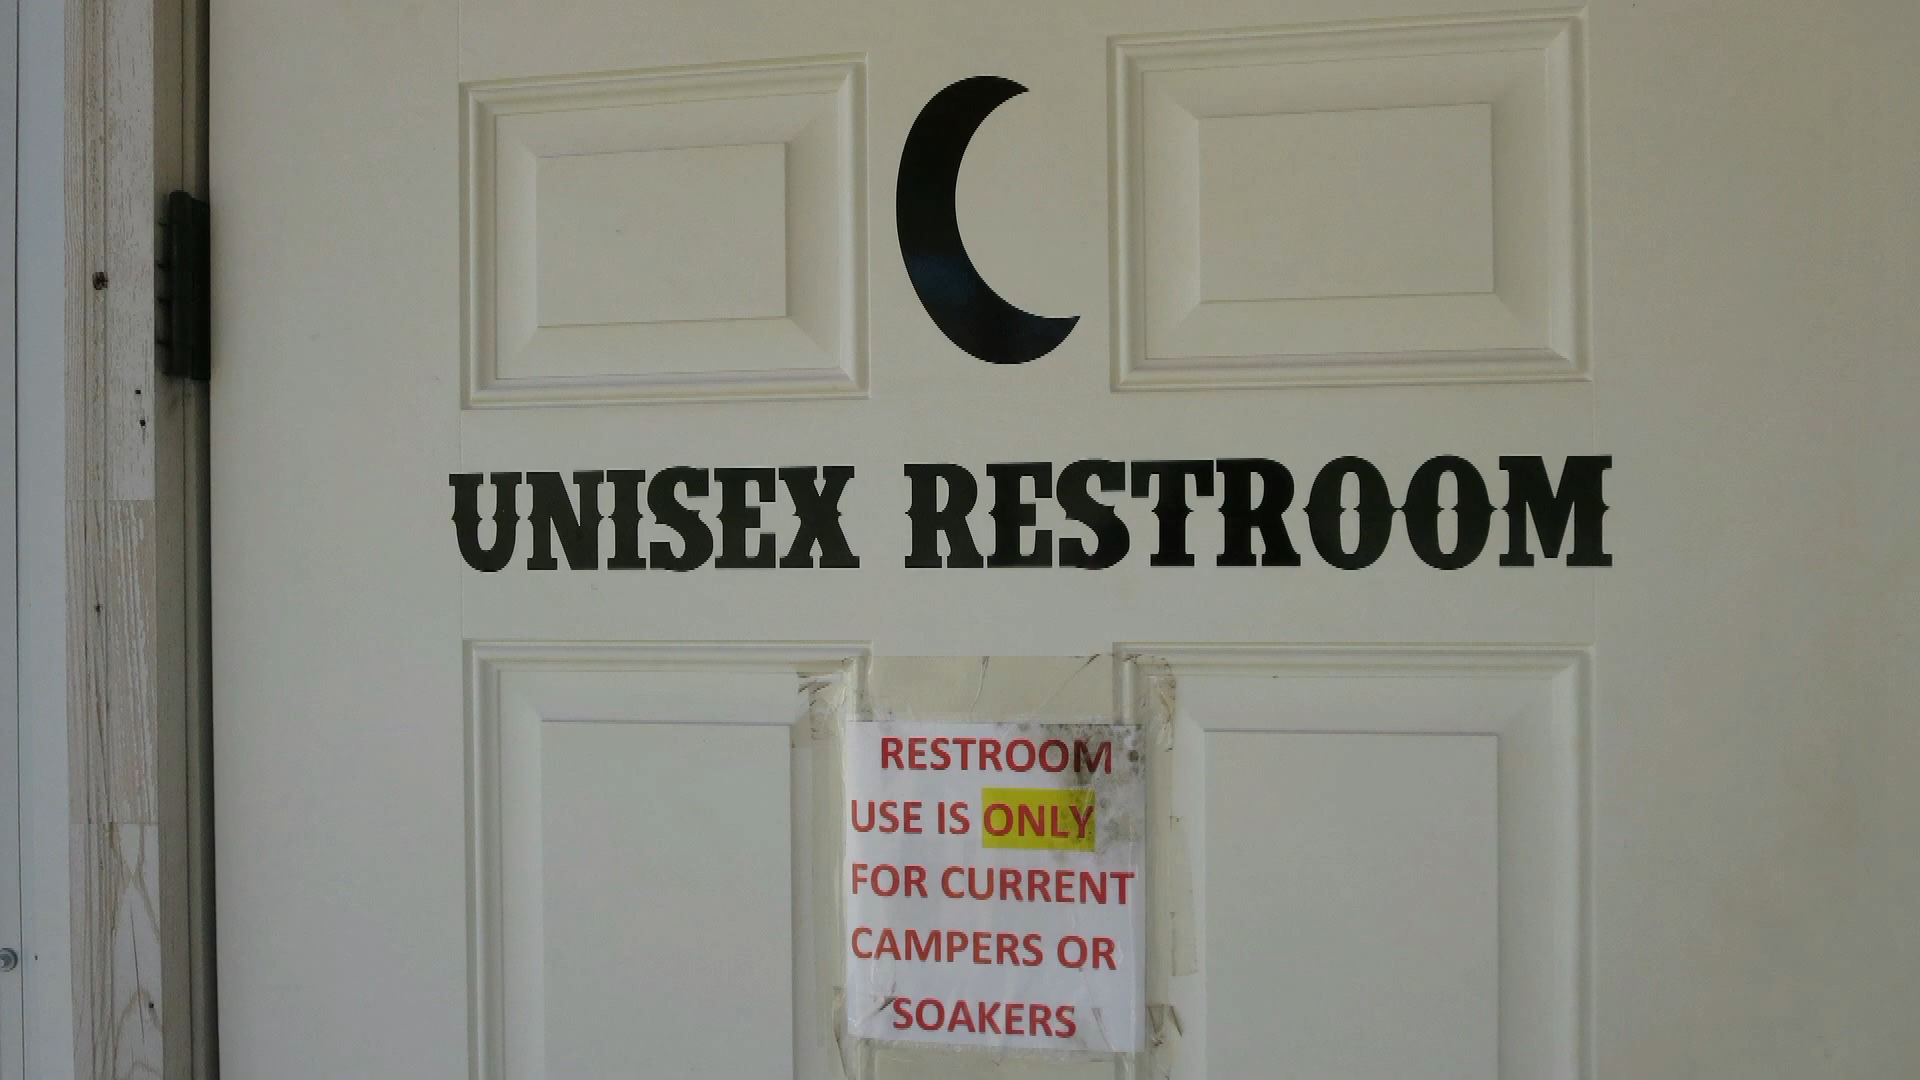 UNISEX RESTROOM
RESTROOM
USE IS ONLY
FOR CURRENT
CAMPERS OR
SOAKERS